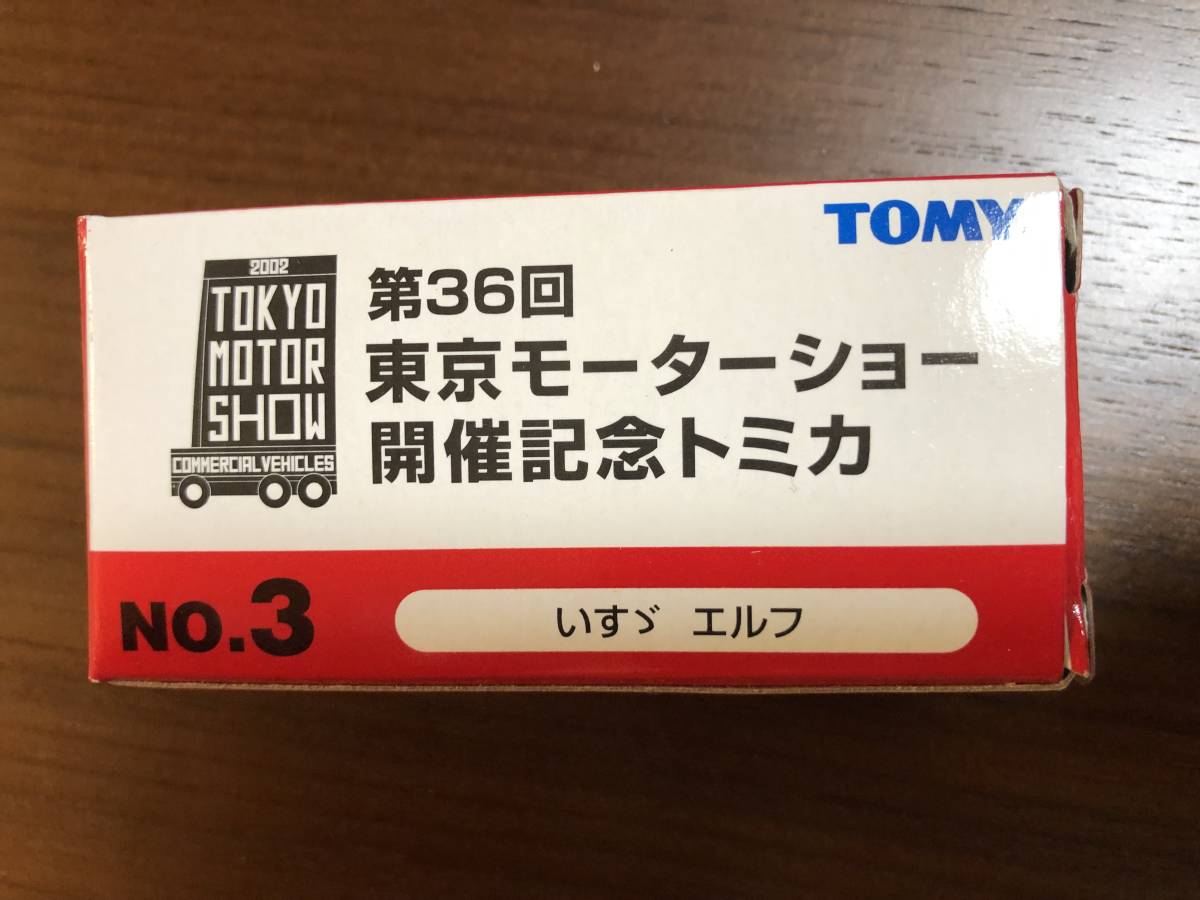 TOMY
2002
TOKYO
MOTOR
SHOW
COMMERCIAL VEHICLES
第36回
東京モーターショー
開催記念トミカ
NO.3
いすゞ エルフ